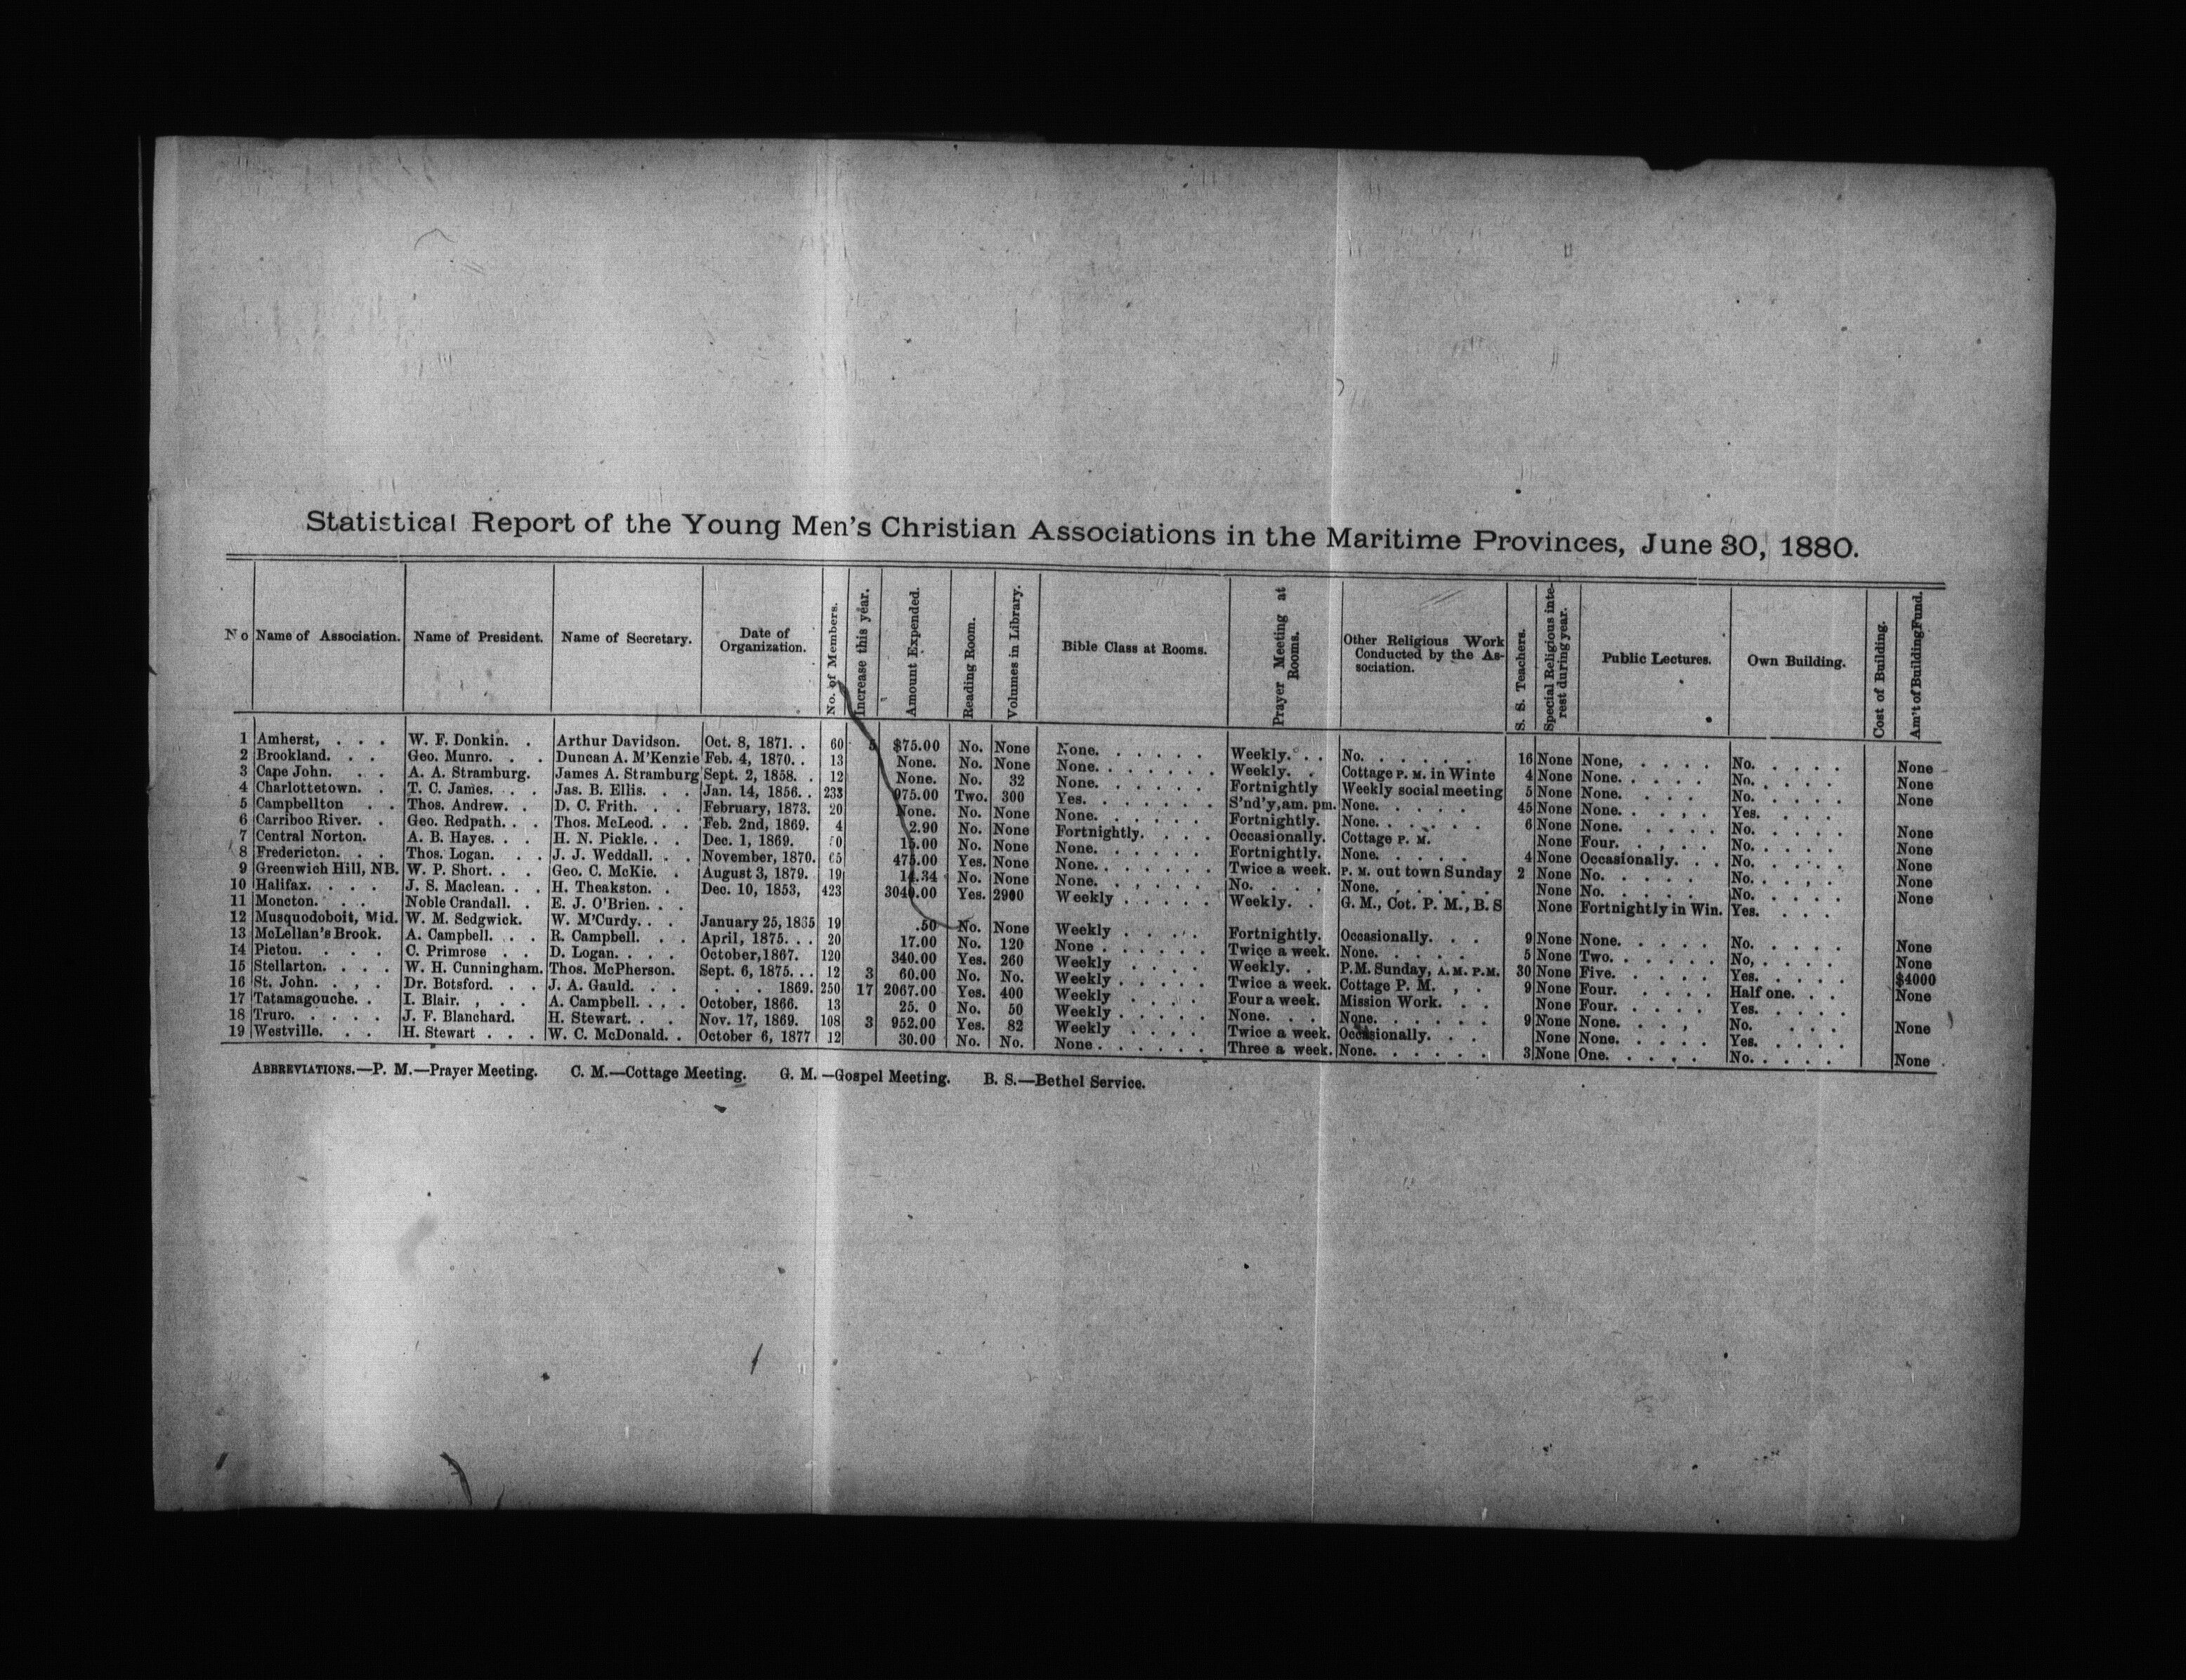 Statistical Report of the Young Men's Christian Associations in the Maritime Provinces, June 30, 1880.
No Name of Association. Name of President. Name of Secretary. Date of Organization. No. of Members. Increase this year. Amount Expended. Reading Room. Volumes in Library. Bible Class at Rooms. Prayer Meeting at Rooms. Other Religious Work Conducted by the Association. S. S. Teachers. Special Religious interest during year. Public Lectures. Own Building. Cost of Building. Am't of Building Fund.
1 Amherst, . . . W. F. Donkin. . Arthur Davidson. Oct. 8, 1871. . 60 5 $75.00 No. None None. Weekly. No. 16 None None, No. None
2 Brookland. . . Geo. Munro. . . Duncan A. M'Kenzie Feb. 4, 1870. . 13 None. No. None None. Weekly. Cottage P. M. in Winte 4 None None. No. None
3 Cape John. . . A. A. Stramburg. James A. Stramburg Sept. 2, 1858. . 12 None. No. 32 None. Fortnightly Weekly social meeting 5 None None. No. None
4 Charlottetown. . T. C. James. . . Jas. B. Ellis. . . Jan. 14, 1856. . 233 975.00 Two. 300 Yes. S'nd'y, am. pm. None. 45 None None. Yes.
5 Campbellton . . Thos. Andrew. . D. C. Frith. . . February, 1873. 20 None. No. None None. Fortnightly. None. 6 None None. No. None
6 Carriboo River. . Geo. Redpath. . . Thos. McLeod. . . Feb. 2nd, 1869. 4 2.90 No. None Fortnightly. Occasionally. Cottage P. M. None Four. No. None
7 Central Norton. A. B. Hayes. . . H. N. Pickle. . . Dec. 1, 1869. 15.00 No. None None. Fortnightly. None. 4 None Occasionally. No. None
8 Fredericton. . . Thos. Logan. . . J. J. Weddall. . . November, 1870. 65 475.00 Yes. None None. Twice a week. P. M. out town Sunday 2 None No. No. None
9 Greenwich Hill, NB. W. P. Short. . . Geo. C. McKie. . August 3, 1879. 19 14.34 No. None None. No. None. None No. No. None
10 Halifax. . . . J. S. Maclean. . . H. Theakston. . Dec. 10, 1853, 423 3040.00 Yes. 2900 Weekly Weekly. G. M., Cot. P. M., B. S None Fortnightly in Win. Yes.
11 Moncton. . . Noble Crandall. . E. J. O'Brien. . .
12 Musquodoboit, Mid. W. M. Sedgwick. W. M'Curdy. . . January 25, 1865 19 .50 No. None Weekly Fortnightly. Occasionally. 9 None None. No. None
13 McLellan's Brook. A. Campbell. . . R. Campbell. . . April, 1875. . . 20 17.00 No. 120 None Twice a week. None. 5 None Two. No, None
14 Pictou. . . . C. Primrose . . D. Logan. . . . October, 1867. 120 340.00 Yes. 260 Weekly Weekly. P.M. Sunday, A. M. P.M. 30 None Five. Yes. $4000
15 Stellarton. . . . W. H. Cunningham. Thos. McPherson. Sept. 6, 1875. . . 12 3 60.00 No. No. Weekly Twice a week. Cottage P. M. 9 None Four. Half one. None
16 St. John. . . . Dr. Botsford. . . J. A. Gauld. . . . . . 1869. 250 17 2067.00 Yes. 400 Weekly Four a week. Mission Work. None Four. Yes.
17 Tatamagouche. . I. Blair. . . . A. Campbell. . . . October, 1866. 13 25. 0 No. 50 Weekly None. None. 9 None None. No. None
18 Truro. . . . . J. F. Blanchard. H. Stewart. . . Nov. 17, 1869. 108 3 952.00 Yes. 82 Weekly Twice a week. Occasionally. None None. Yes.
19 Westville. . . H. Stewart . . . W. C. McDonald. . October 6, 1877 12 30.00 No. No. None Three a week. None. 3 None One. No. None
ABBREVIATIONS.—P. M.—Prayer Meeting. C. M.—Cottage Meeting. G. M.—Gospel Meeting. B. S.—Bethel Service.